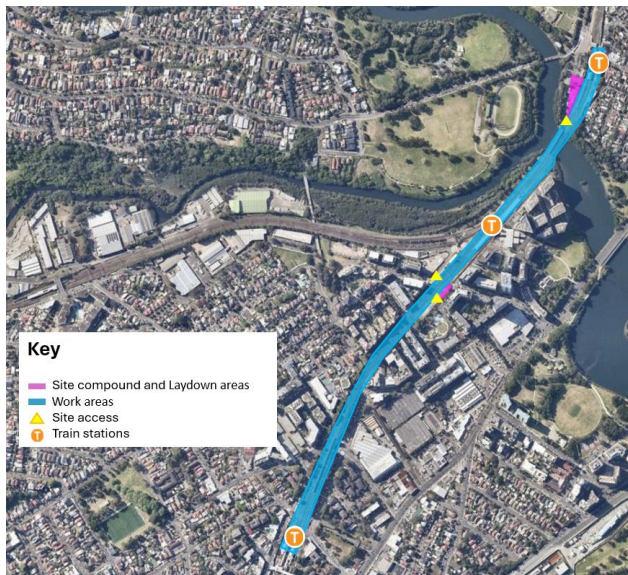 T
T
T
Key
Site compound and Laydown areas
Work areas
Site access
T Train stations